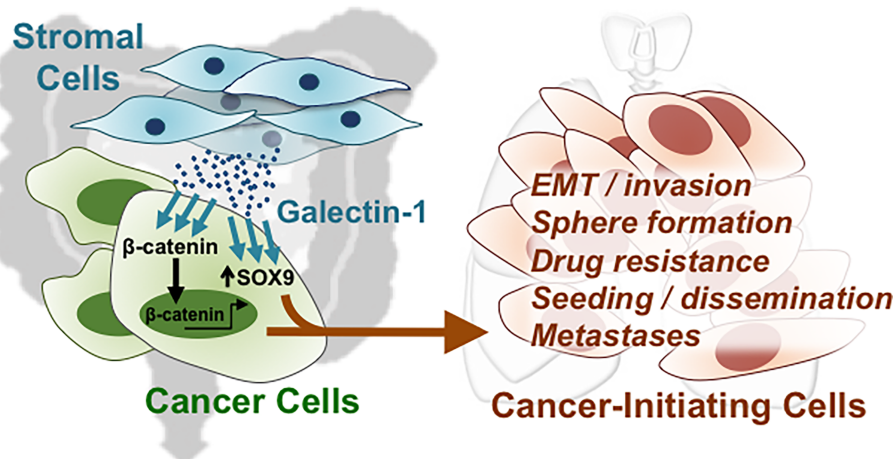 Stromal
Cells
Galectin-1
β-catenin
↑SOX9
β-catenin
Cancer Cells
EMT / invasion
Sphere formation
Drug resistance
Seeding / dissemination
Metastases
Cancer-Initiating Cells